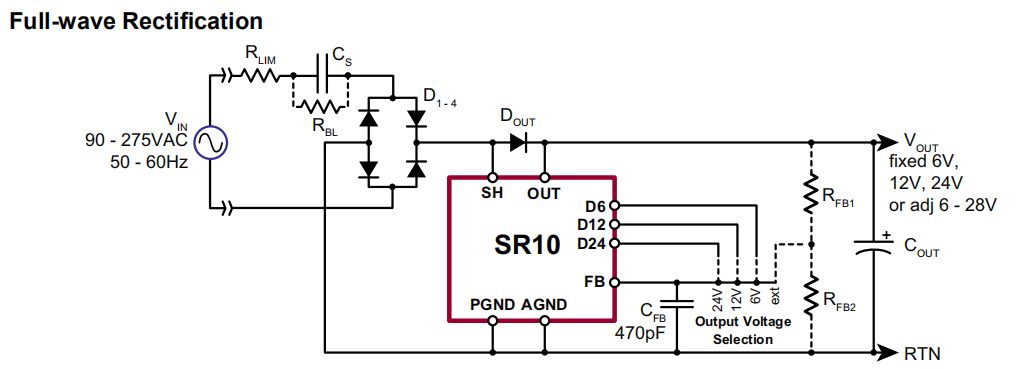 Full-wave Rectification
RLIM
CS
RBL
D1-4
VIN
90 - 275VAC
50 - 60Hz
DOUT
SH OUT
D6
D12
D24
SR10
FB
PGND AGND
CFB
470pF
24V
12V
6V
ext
Output Voltage
Selection
RFB1
RFB2
VOUT
fixed 6V,
12V, 24V
or adj 6 - 28V
+
COUT
RTN